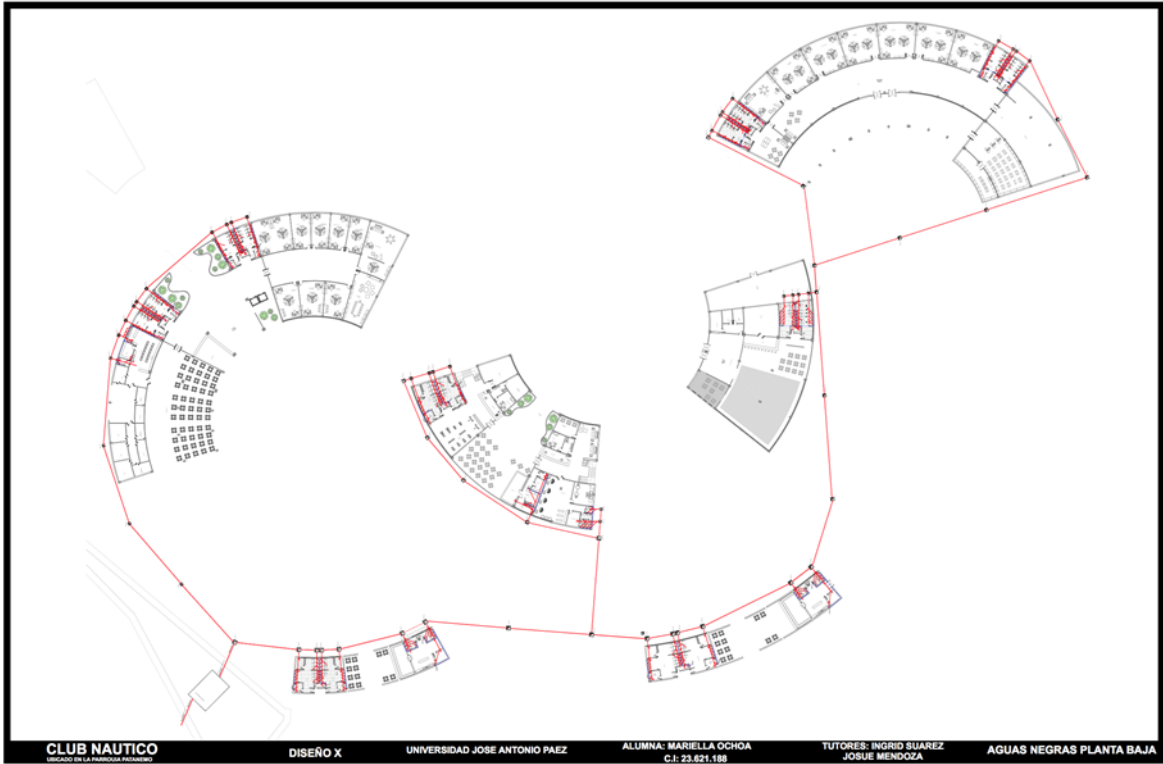 CLUB NAUTICO
UBICADO EN LA PARROQUIA PATANEMO
DISEÑO X
UNIVERSIDAD JOSE ANTONIO PAEZ
ALUMNA: MARIELLA OCHOA
C.I: 23.621.188
TUTORES: INGRID SUAREZ
JOSUE MENDOZA
AGUAS NEGRAS PLANTA BAJA